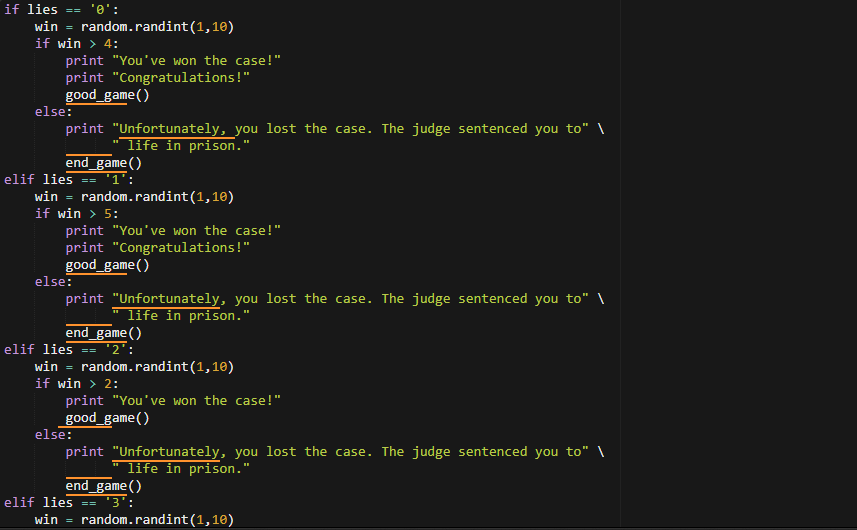 if lies == '0':
    win = random.randint(1,10)
    if win > 4:
        print "You've won the case!"
        print "Congratulations!"
        good_game()
    else:
        print "Unfortunately, you lost the case. The judge sentenced you to" \
              " life in prison."
        end_game()
elif lies == '1':
    win = random.randint(1,10)
    if win > 5:
        print "You've won the case!"
        print "Congratulations!"
        good_game()
    else:
        print "Unfortunately, you lost the case. The judge sentenced you to" \
              " life in prison."
        end_game()
elif lies == '2':
    win = random.randint(1,10)
    if win > 2:
        print "You've won the case!"
        good_game()
    else:
        print "Unfortunately, you lost the case. The judge sentenced you to" \
              " life in prison."
        end_game()
elif lies == '3':
    win = random.randint(1,10)